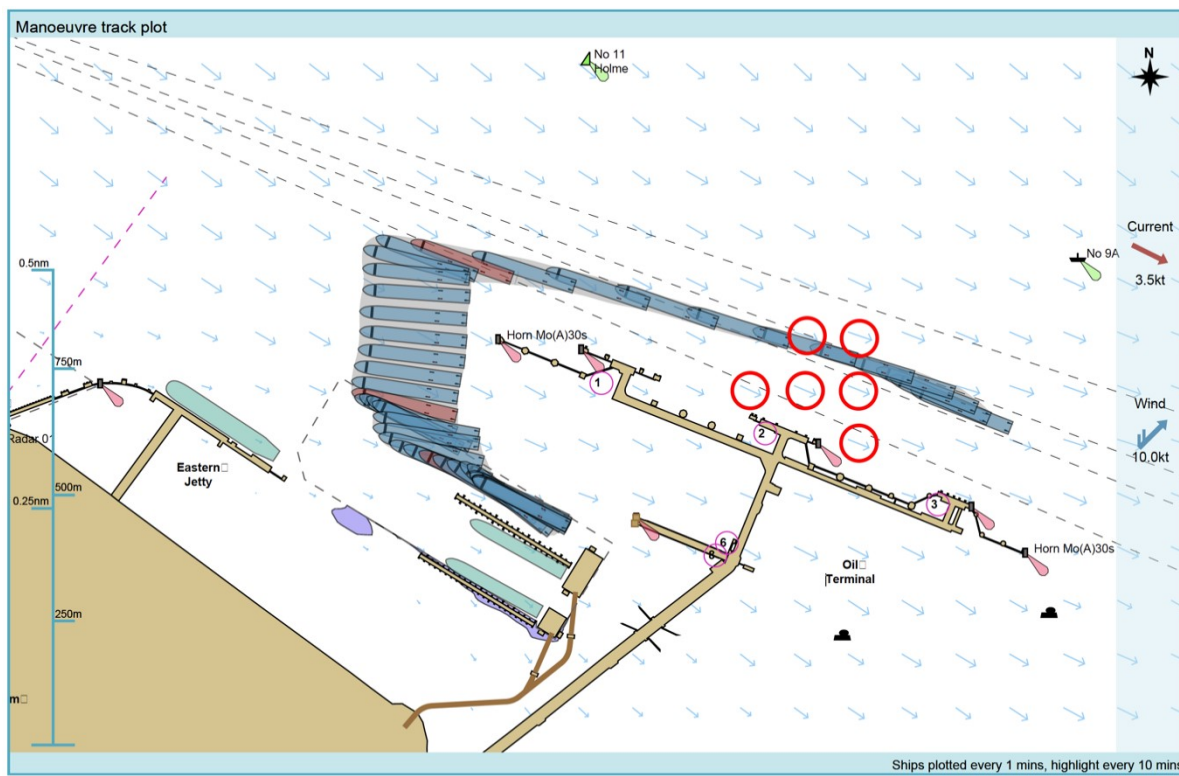 Manoeuvre track plot
No 11
Holme
N
Current
3.5kt
No 9A
0.5nm
Horn Mo(A)30s
750m
1
Wind
10.0kt
2
Radar 0
Eastern
Jetty
500m
0.25nm
3
6
8
Horn Mo(A)30s
Oil
Terminal
250m
m
Ships plotted every 1 mins, highlight every 10 mins